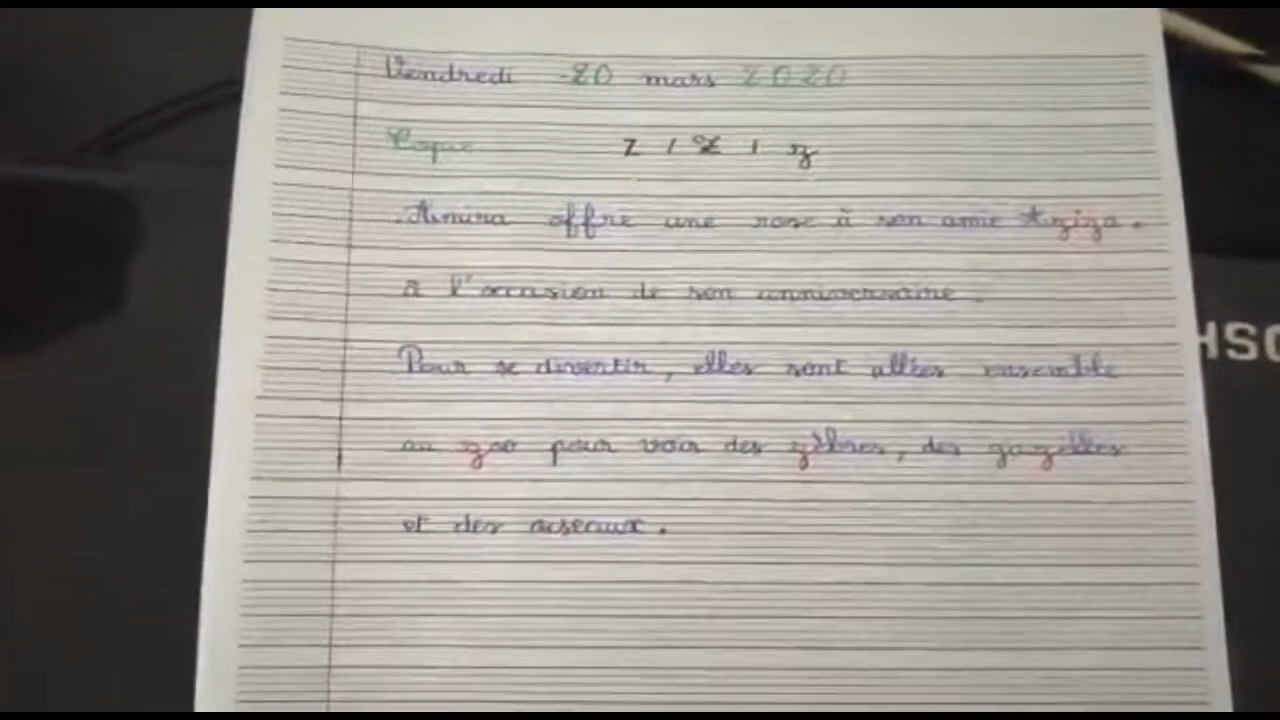 Vendredi 20 mars 2020
Copie Z / Z / z
Amira offre une rose à son amie Aziza.
à l'occasion de son anniversaire.
Pour se divertir, elles sont allées ensemble
au zoo pour voir des zèbres, des gazelles
et des oiseaux.
HSC